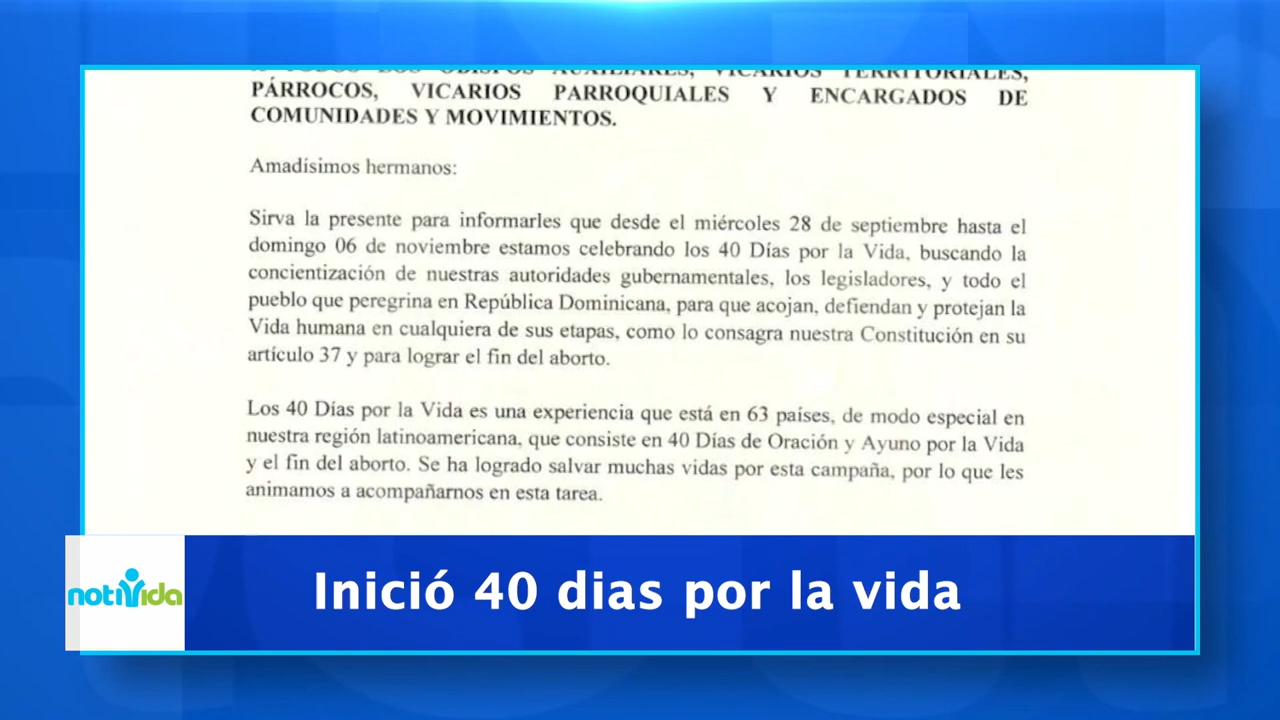 A TODOS LOS OBISPOS AUXILIARES, VICARIOS TERRITORIALES,
PÁRROCOS, VICARIOS PARROQUIALES Y ENCARGADOS DE
COMUNIDADES Y MOVIMIENTOS.
Amadísimos hermanos:
Sirva la presente para informarles que desde el miércoles 28 de septiembre hasta el
domingo 06 de noviembre estamos celebrando los 40 Días por la Vida, buscando la
concientización de nuestras autoridades gubernamentales, los legisladores, y todo el
pueblo que peregrina en República Dominicana, para que acojan, defiendan y protejan la
Vida humana en cualquiera de sus etapas, como lo consagra nuestra Constitución en su
artículo 37 y para lograr el fin del aborto.
Los 40 Días por la Vida es una experiencia que está en 63 países, de modo especial en
nuestra región latinoamericana, que consiste en 40 Días de Oración y Ayuno por la Vida
y el fin del aborto. Se ha logrado salvar muchas vidas por esta campaña, por lo que les
animamos a acompañarnos en esta tarea.
notiVida
Inició 40 dias por la vida